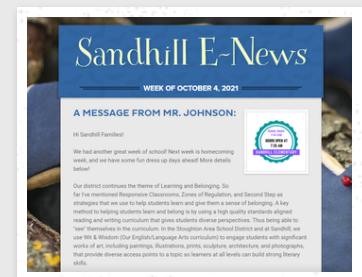 Sandhill E-News
WEEK OF OCTOBER 4, 2021
A MESSAGE FROM MR. JOHNSON:
Hi Sandhill Families!
We had another great week of school! Next week is homecoming
week, and we have some fun dress up days ahead! More details
below!
Our district continues the theme of Learning and Belonging. So
far I've mentioned Responsive Classrooms, Zones of Regulation, and Second Step as
strategies that we use to help students learn and give them a sense of belonging. A key
method to helping students learn and belong is by using a high quality standards aligned
reading and writing curriculum that gives students diverse perspectives. Thus being able to
"see" themselves in the curriculum. In the Stoughton Area School District and at Sandhill, we
use Wit & Wisdom (Our English/Language Arts curriculum) to engage students with significant
works of art, including paintings, illustrations, prints, sculpture, architecture, and photographs,
that provide diverse access points to a topic so learners at all levels can build strong literacy
skills.
DOORS OPEN AT
7:35 AM
SANDHILL ELEMENTARY